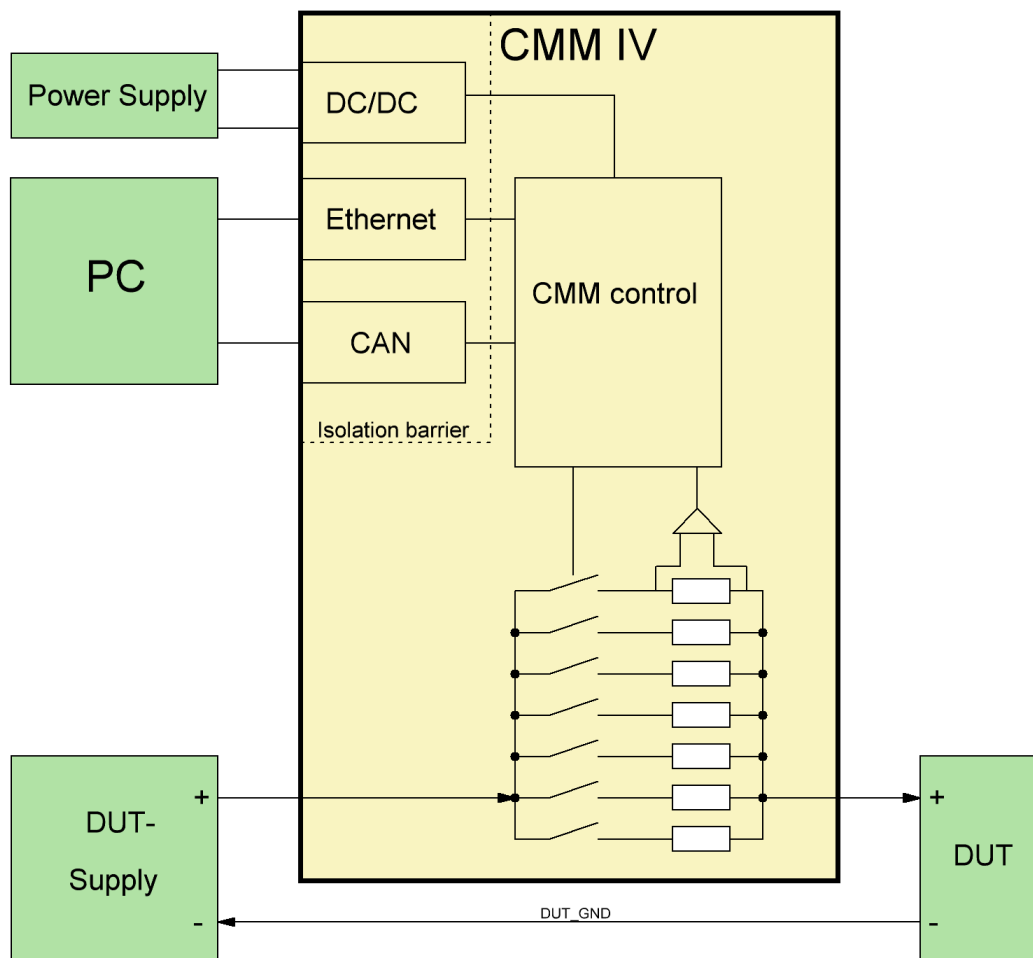 CMM IV
Power Supply
DC/DC
Ethernet
PC
CMM control
CAN
Isolation barrier
+
DUT-
Supply
-
+
DUT
-
DUT_GND